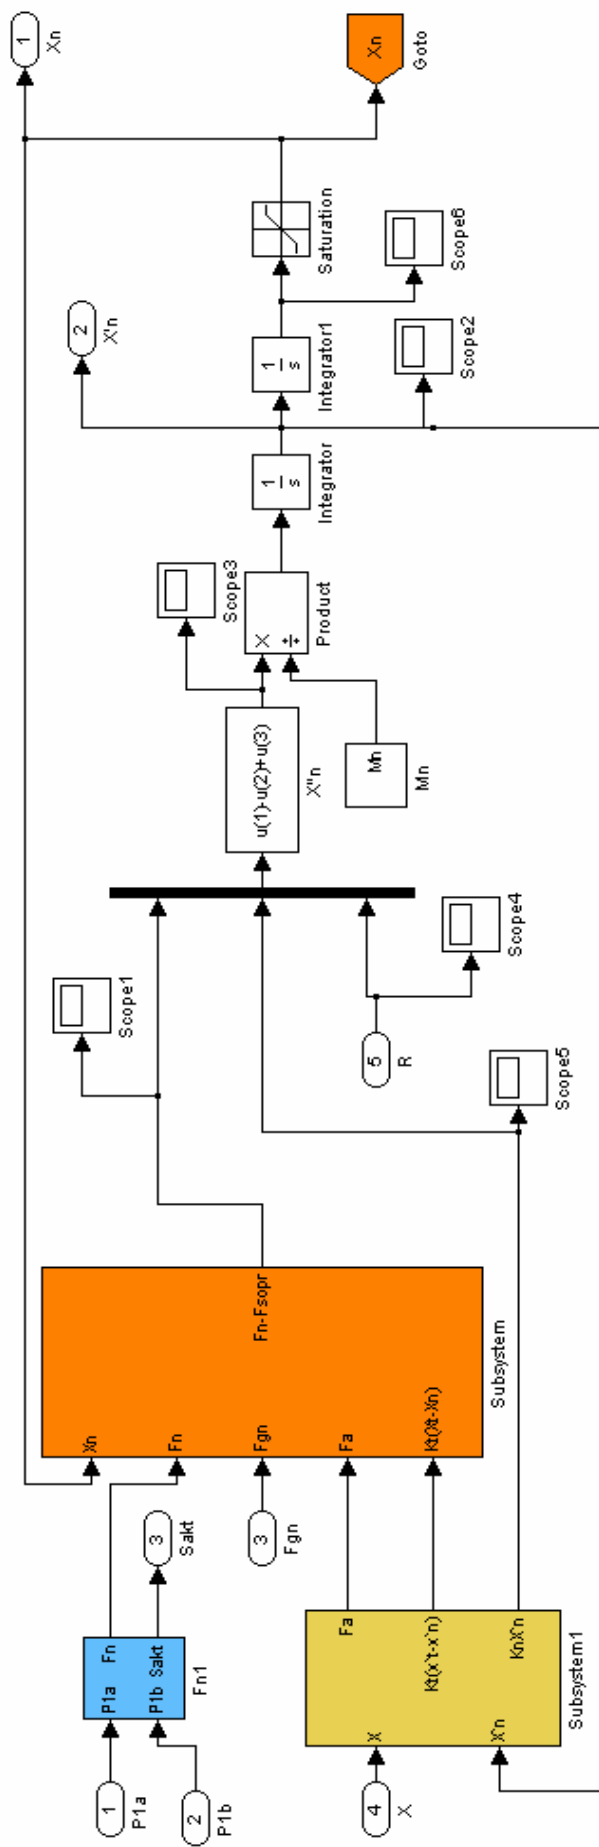 1
P1a
2
P1b
P1a
Fn
P1b
Sakt
Fn1
3
Sakt
3
Fgn
4
X
X
X'n
Fa
Kt(x't-x'n)
KnX'n
Subsystem1
Xn
Fn
Fgn
Fa
Kt(Xt-Xn)
Fn-Fsopr
Subsystem
Scope1
5
R
Scope4
Scope5
u(1)-u(2)+u(3)
X''n
Scope3
Mn
Mn
×
÷
Product
1
s
Integrator
2
X'n
1
s
Integrator1
Scope2
Scope6
Saturation
1
Xn
Xn
Goto